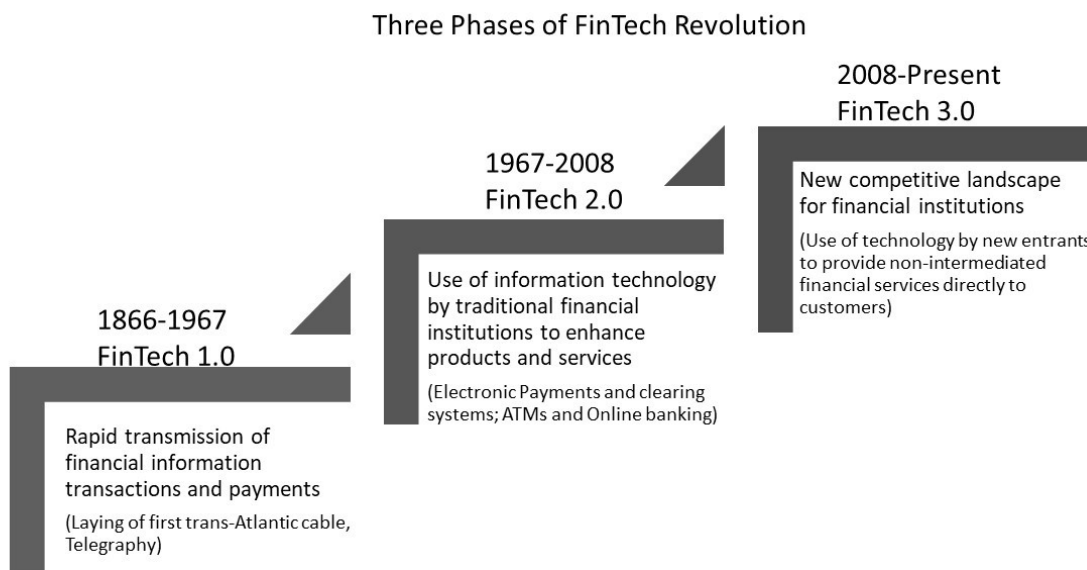 Three Phases of FinTech Revolution
1866-1967
FinTech 1.0
Rapid transmission of
financial information
transactions and payments
(Laying of first trans-Atlantic cable,
Telegraphy)
1967-2008
FinTech 2.0
Use of information technology
by traditional financial
institutions to enhance
products and services
(Electronic Payments and clearing
systems; ATMs and Online banking)
2008-Present
FinTech 3.0
New competitive landscape
for financial institutions
(Use of technology by new entrants
to provide non-intermediated
financial services directly to
customers)